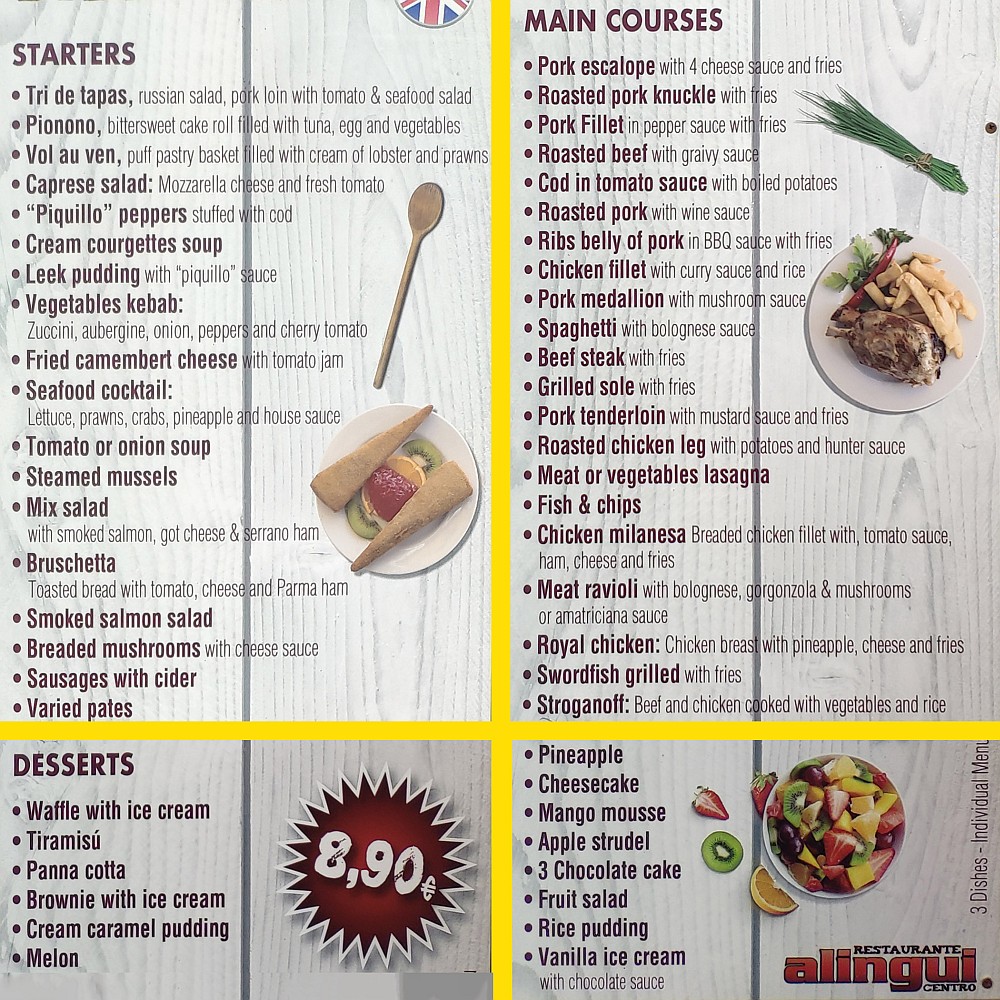 STARTERS
• Tri de tapas, russian salad, pork loin with tomato & seafood salad
• Pionono, bittersweet cake roll filled with tuna, egg and vegetables
• Vol au ven, puff pastry basket filled with cream of lobster and prawns
• Caprese salad: Mozzarella cheese and fresh tomato
• "Piquillo" peppers stuffed with cod
• Cream courgettes soup
• Leek pudding with "piquillo" sauce
• Vegetables kebab:
Zuccini, aubergine, onion, peppers and cherry tomato
• Fried camembert cheese with tomato jam
• Seafood cocktail:
Lettuce, prawns, crabs, pineapple and house sauce
• Tomato or onion soup
• Steamed mussels
• Mix salad
with smoked salmon, got cheese & serrano ham
• Bruschetta
Toasted bread with tomato, cheese and Parma ham
• Smoked salmon salad
• Breaded mushrooms with cheese sauce
• Sausages with cider
• Varied pates
MAIN COURSES
• Pork escalope with 4 cheese sauce and fries
• Roasted pork knuckle with fries
• Pork Fillet in pepper sauce with fries
• Roasted beef with graivy sauce
• Cod in tomato sauce with boiled potatoes
• Roasted pork with wine sauce
• Ribs belly of pork in BBQ sauce with fries
• Chicken fillet with curry sauce and rice
• Pork medallion with mushroom sauce
• Spaghetti with bolognese sauce
• Beef steak with fries
• Grilled sole with fries
• Pork tenderloin with mustard sauce and fries
• Roasted chicken leg with potatoes and hunter sauce
• Meat or vegetables lasagna
• Fish & chips
• Chicken milanesa Breaded chicken fillet with, tomato sauce,
ham, cheese and fries
• Meat ravioli with bolognese, gorgonzola & mushrooms
or amatriciana sauce
• Royal chicken: Chicken breast with pineapple, cheese and fries
• Swordfish grilled with fries
• Stroganoff: Beef and chicken cooked with vegetables and rice
DESSERTS
• Waffle with ice cream
• Tiramisú
• Panna cotta
• Brownie with ice cream
• Cream caramel pudding
• Melon
8,90€
• Pineapple
• Cheesecake
• Mango mousse
• Apple strudel
• 3 Chocolate cake
• Fruit salad
• Rice pudding
• Vanilla ice cream
with chocolate sauce
3 Dishes - Individual Menu
RESTAURANTE
alingui
CENTRO